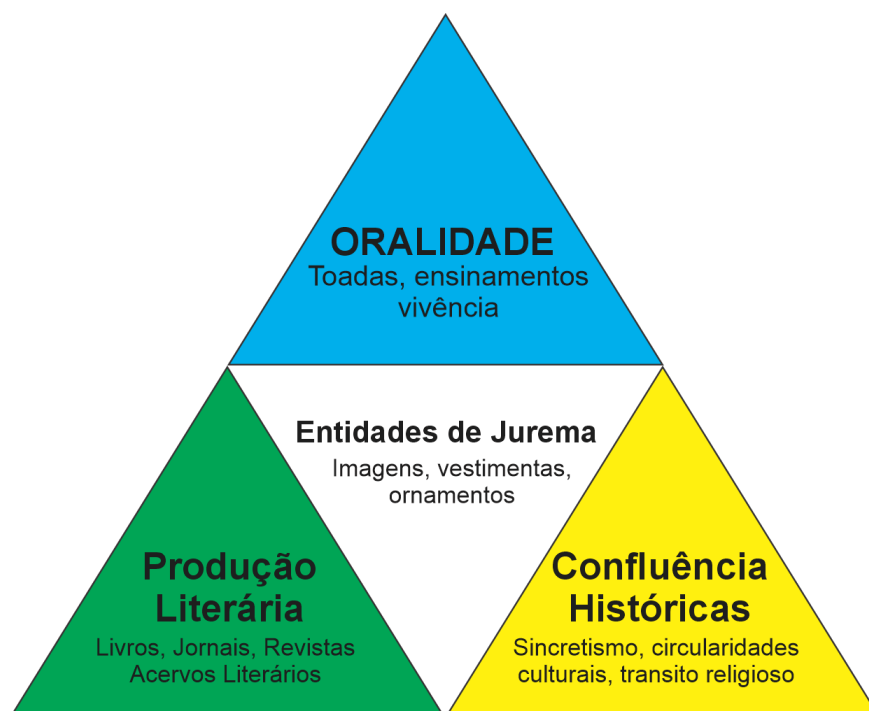 ORALIDADE
Toadas, ensinamentos
vivência
Entidades de Jurema
Imagens, vestimentas,
ornamentos
Produção
Literária
Livros, Jornais, Revistas
Acervos Literários
Confluência
Históricas
Sincretismo, circularidades
culturais, transito religioso